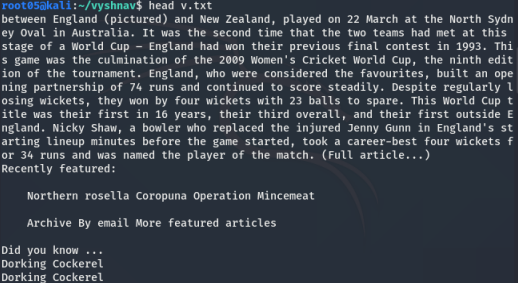 root05@kali:~/vyshnav$ head v.txt
between England (pictured) and New Zealand, played on 22 March at the North Sydn
ey Oval in Australia. It was the second time that the two teams had met at this
stage of a World Cup – England had won their previous final contest in 1993. Thi
s game was the culmination of the 2009 Women's Cricket World Cup, the ninth edit
ion of the tournament. England, who were considered the favourites, built an ope
ning partnership of 74 runs and continued to score steadily. Despite regularly l
osing wickets, they won by four wickets with 23 balls to spare. This World Cup t
itle was their first in 16 years, their third overall, and their first outside E
ngland. Nicky Shaw, a bowler who replaced the injured Jenny Gunn in England's st
arting lineup minutes before the game started, took a career-best four wickets f
or 34 runs and was named the player of the match. (Full article...)
Recently featured:
Northern rosella Coropuna Operation Mincemeat
Archive By email More featured articles
Did you know ...
Dorking Cockerel
Dorking Cockerel